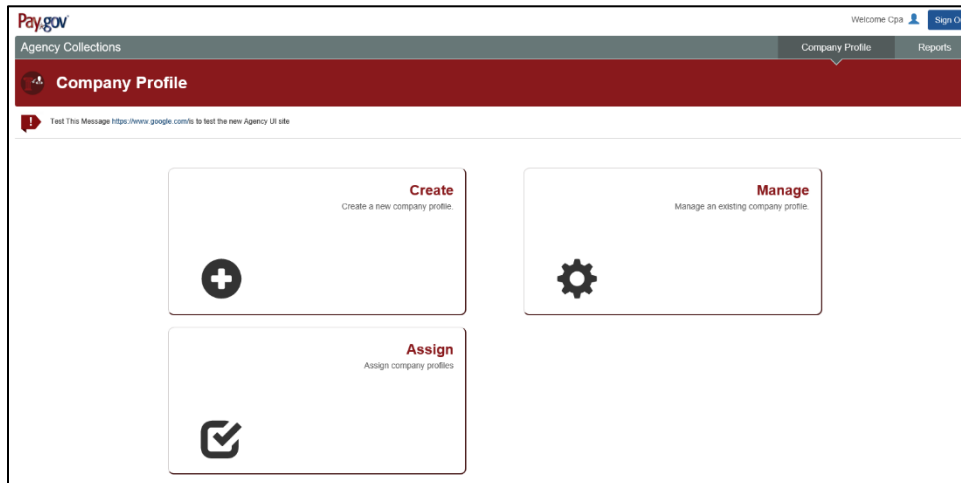 Pay.gov
Welcome Cpa
Sign O
Agency Collections
Company Profile
Reports
Company Profile
Test This Message https://www.google.com/is to test the new Agency UI site
Create
Create a new company profile.
Manage
Manage an existing company profile.
Assign
Assign company profiles